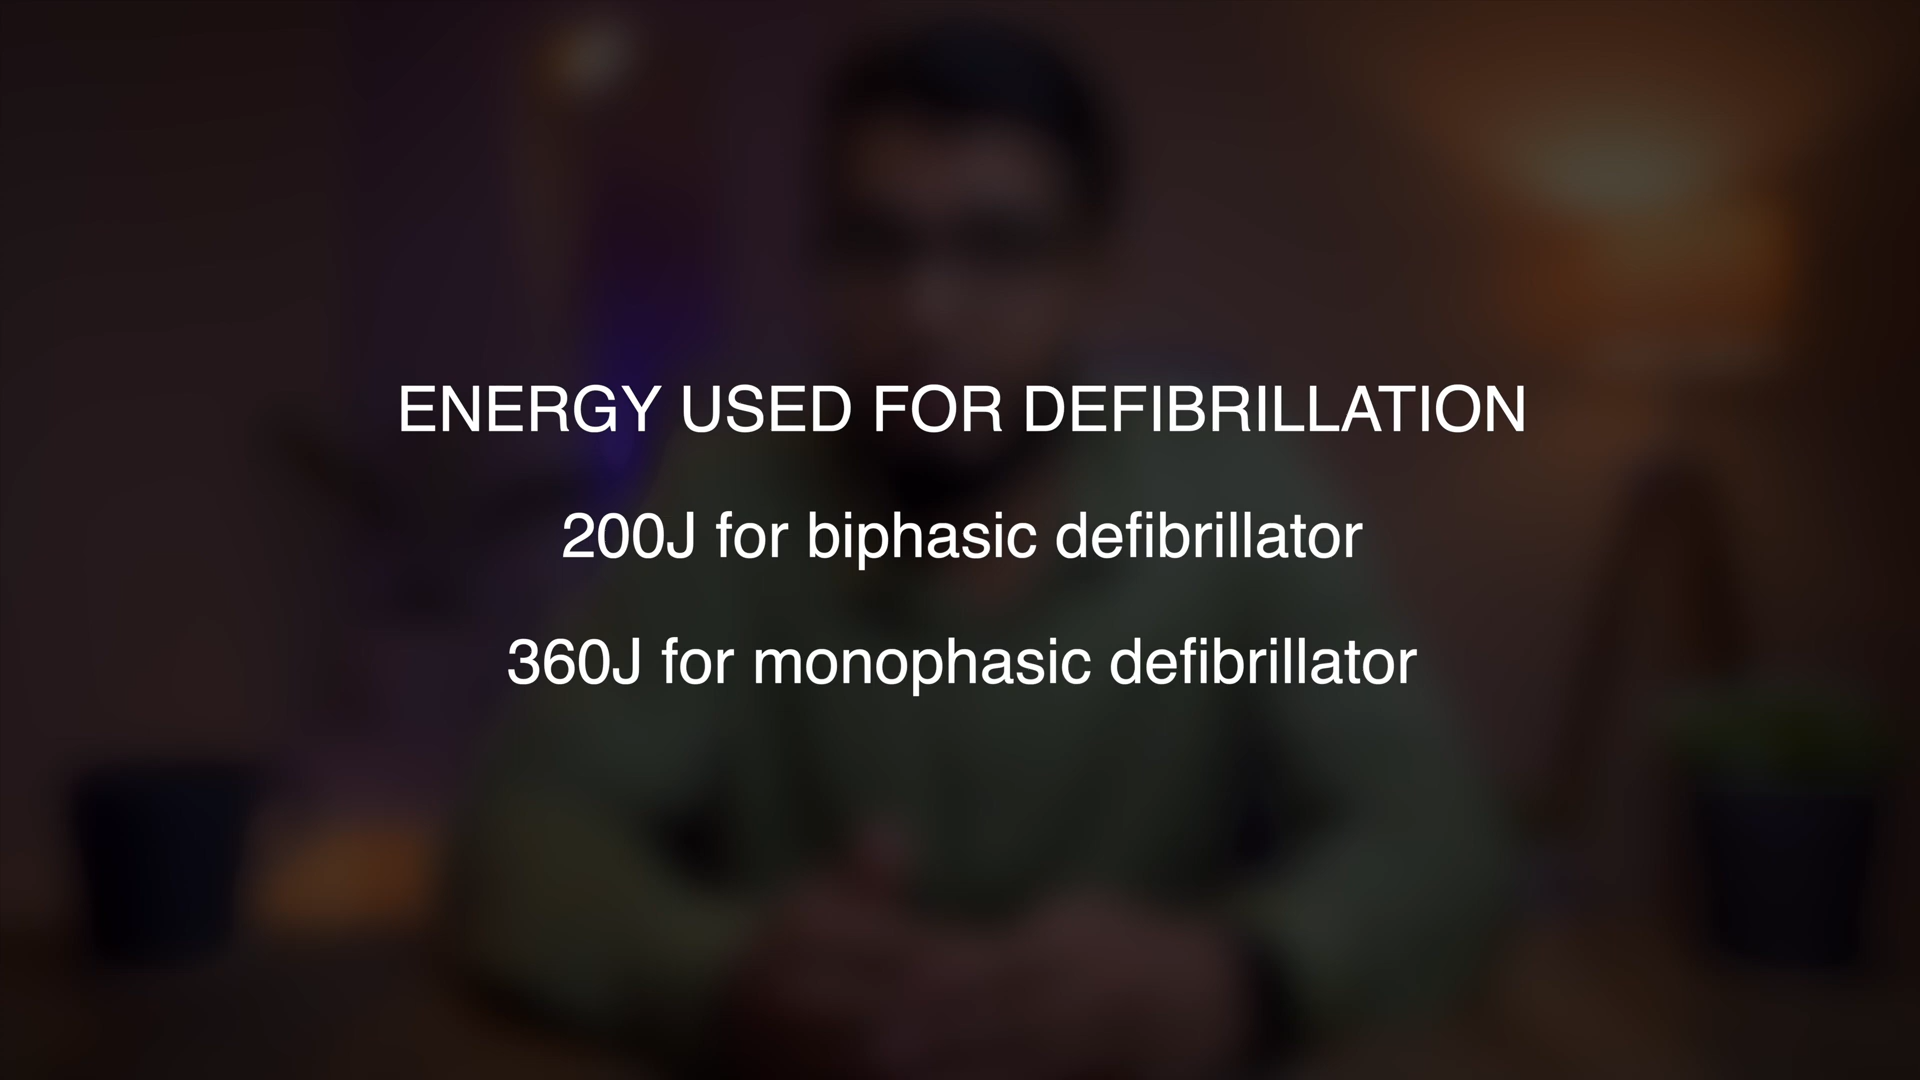 ENERGY USED FOR DEFIBRILLATION
200J for biphasic defibrillator
360J for monophasic defibrillator